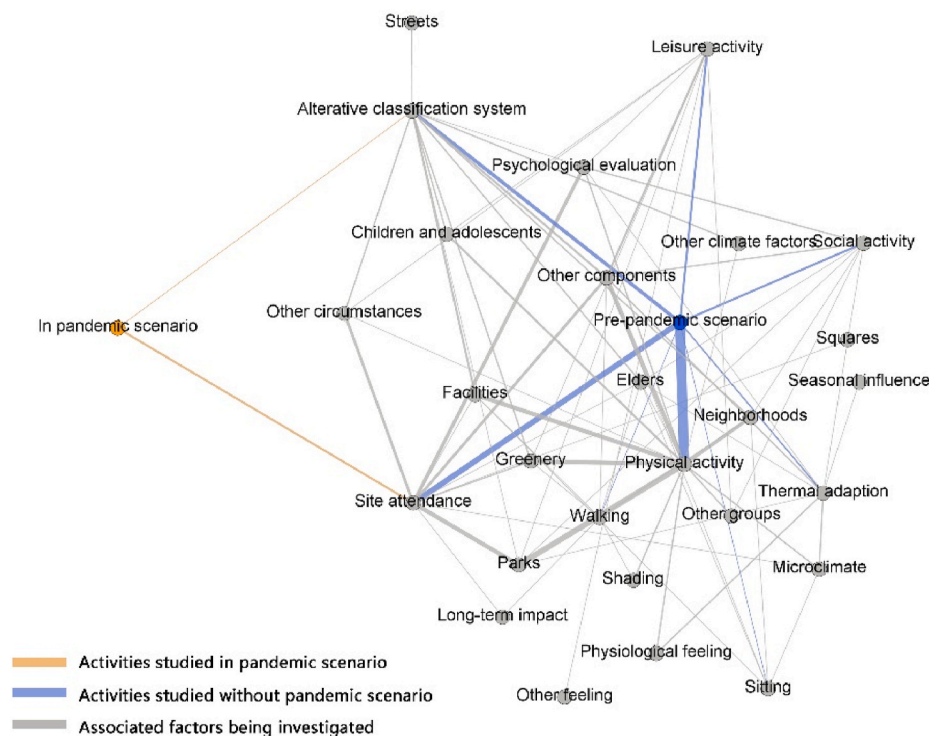 Streets
Leisure activity
Alterative classification system
Psychological evaluation
Children and adolescents
Other climate factors
Social activity
Other components
Other circumstances
Pre-pandemic scenario
In pandemic scenario
Squares
Elders
Seasonal influence
Facilities
Neighborhoods
Greenery
Physical activity
Thermal adaption
Site attendance
Walking
Other groups
Parks
Microclimate
Shading
Long-term impact
Physiological feeling
Activities studied in pandemic scenario
Sitting
Activities studied without pandemic scenario
Other feeling
Associated factors being investigated